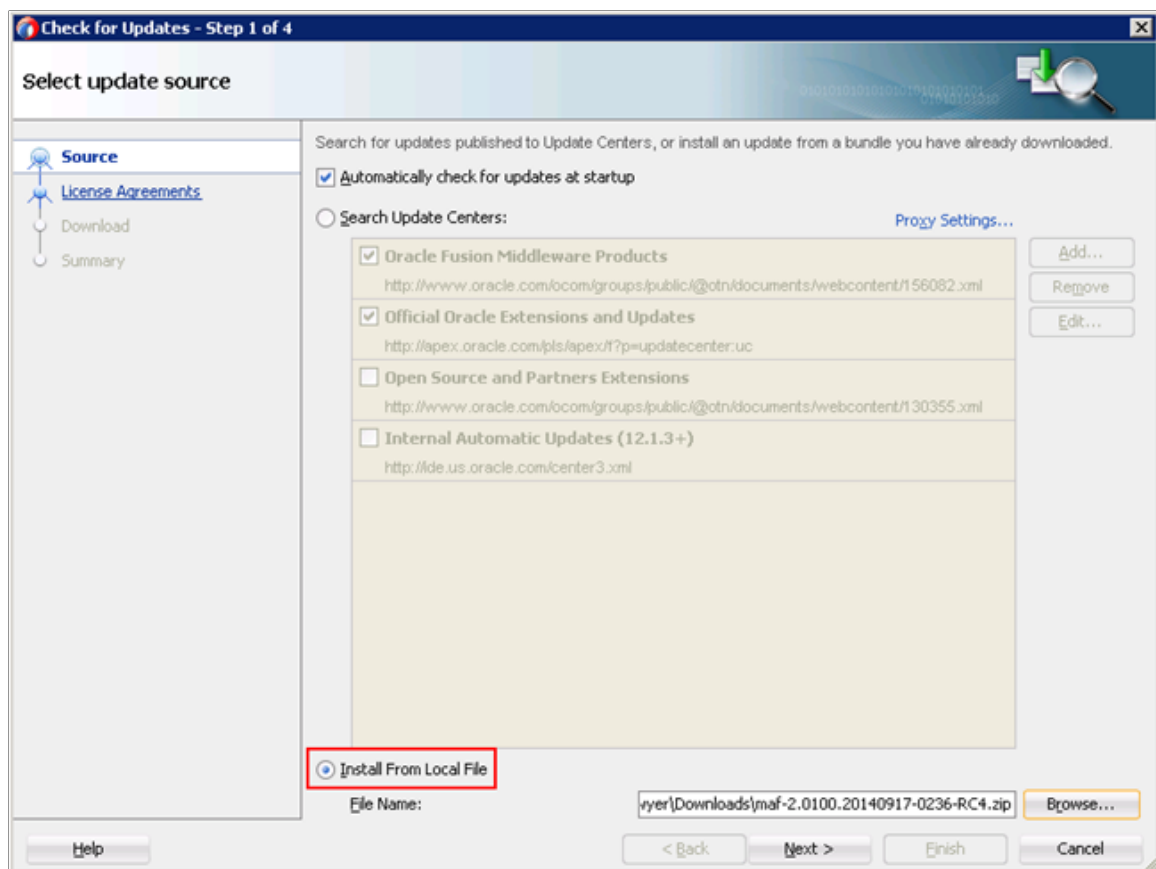 Check for Updates - Step 1 of 4
Select update source
Source
License Agreements
Download
Summary
Search for updates published to Update Centers, or install an update from a bundle you have already downloaded.
Automatically check for updates at startup
Search Update Centers:
Proxy Settings...
Oracle Fusion Middleware Products
http://www.oracle.com/ocom/groups/public/@otn/documents/webcontent/156082.xml
Official Oracle Extensions and Updates
http://apex.oracle.com/pls/apex/f?p=updatecenter:uc
Open Source and Partners Extensions
http://www.oracle.com/ocom/groups/public/@otn/documents/webcontent/130355.xml
Internal Automatic Updates (12.1.3+)
http://ide.us.oracle.com/center3.xml
Add...
Remove
Edit...
Install From Local File
File Name:
vyer\Downloads\maf-2.0100.20140917-0236-RC4.zip
Browse...
Help
< Back
Next >
Finish
Cancel